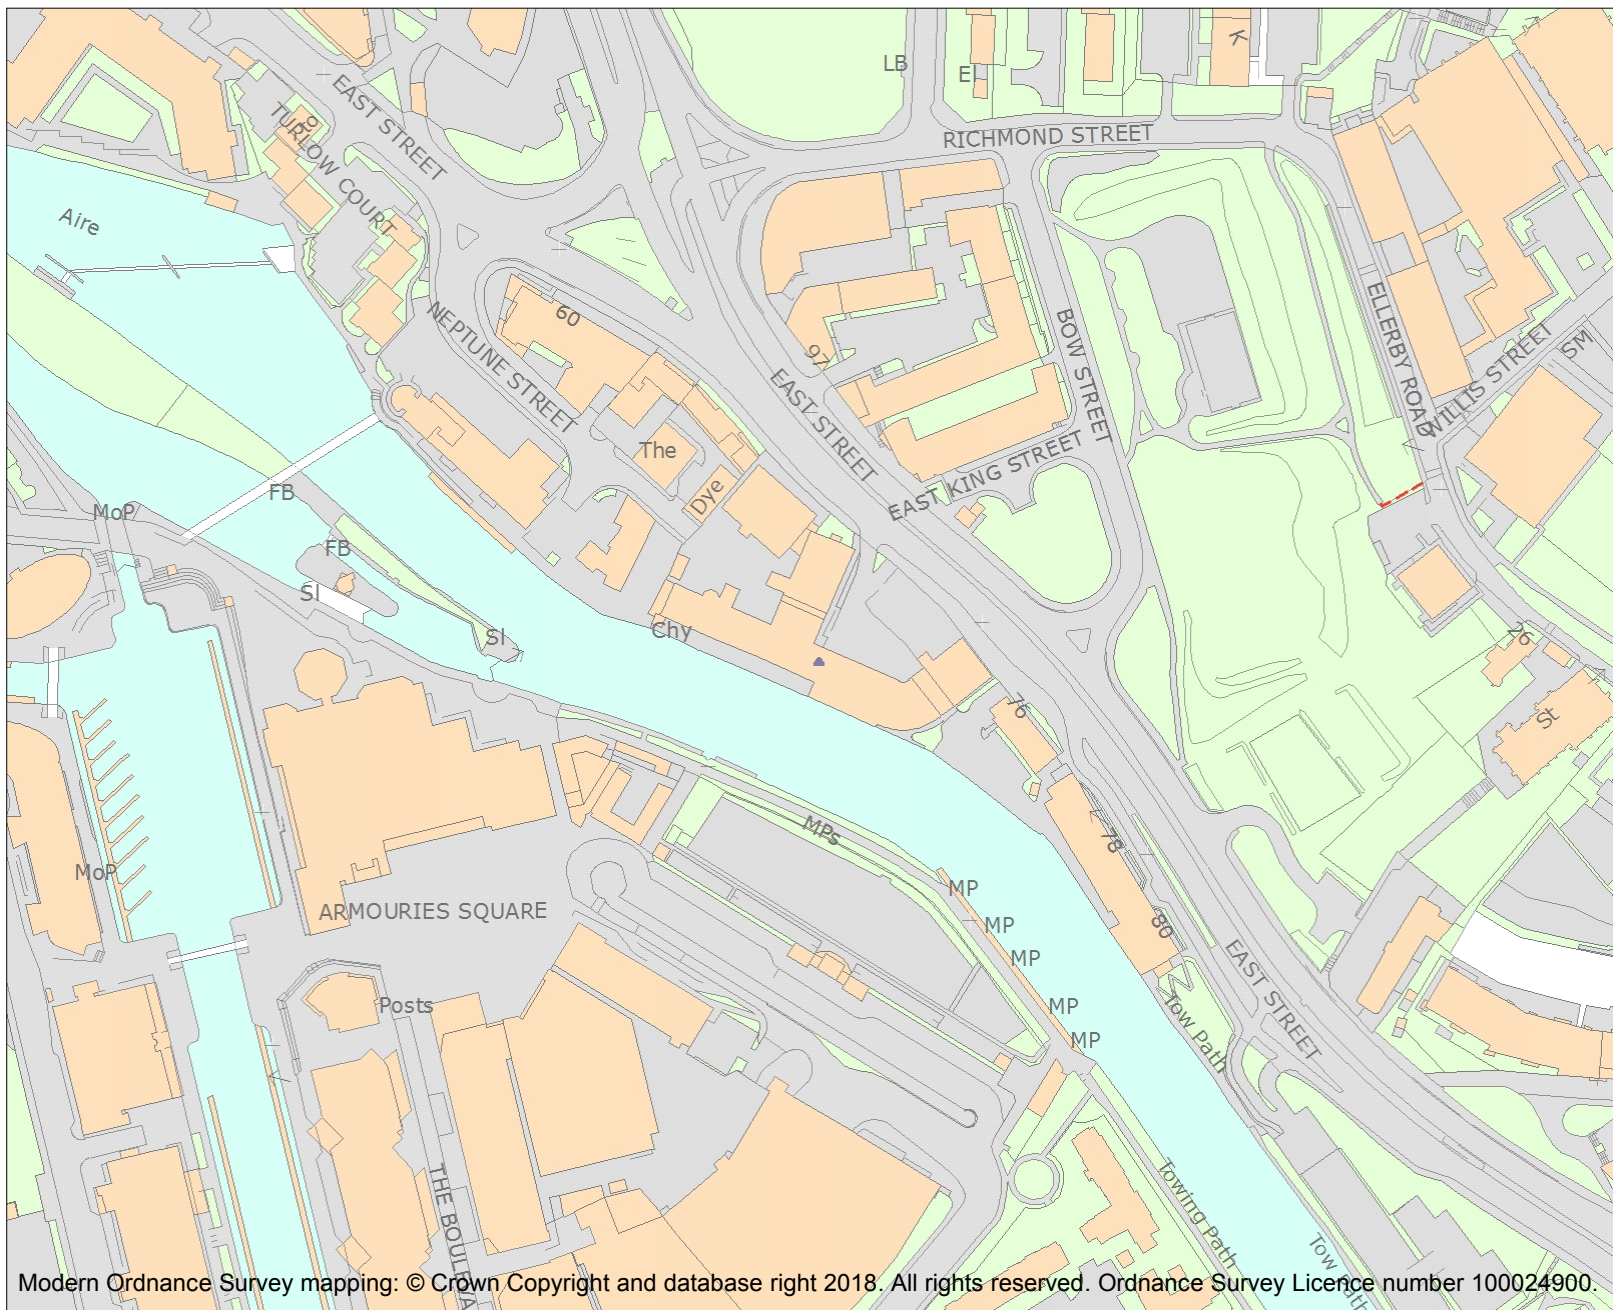 K
LB
El
EAST STREET
RICHMOND STREET
TURLOW COURT
Aire
60
NEPTUNE STREET
97
BOW STREET
ELLERBY ROAD
SM
WILLIS STREET
EAST STREET
The
Dye
EAST KING STREET
FB
MoP
FB
Sl
Sl
Chy
26
76
St
MPs
78
MoP
MP
ARMOURIES SQUARE
MP
80
MP
EAST STREET
Posts
MP
Tow Path
MP
THE BOULEVA
Towing Path
Tow Path
Modern Ordnance Survey mapping: © Crown Copyright and database right 2018. All rights reserved. Ordnance Survey Licence number 100024900.